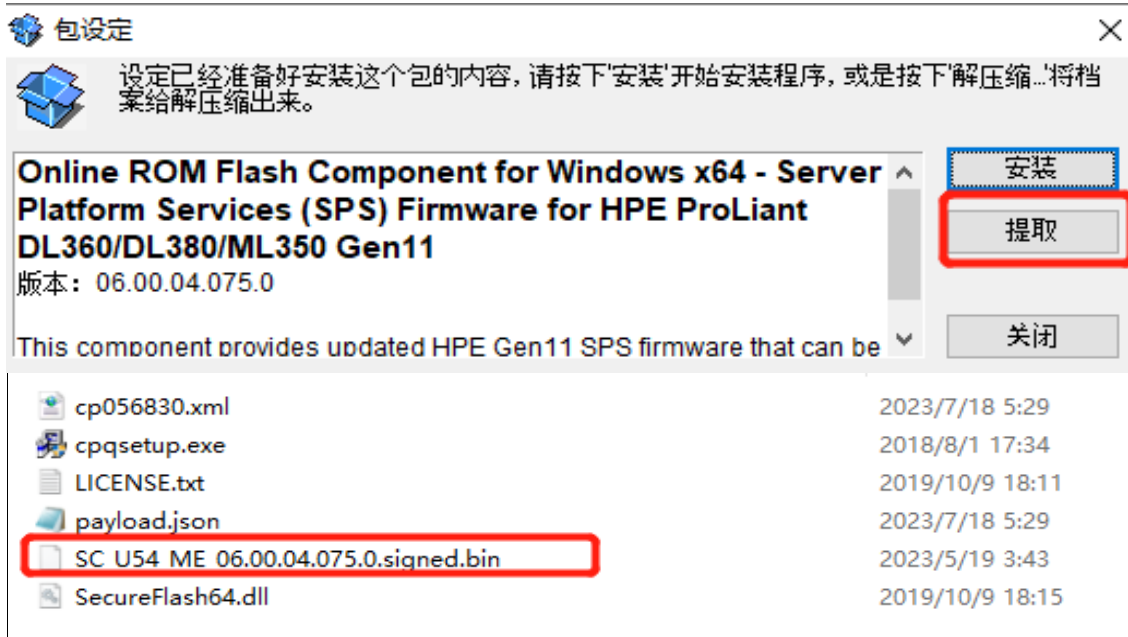 包设定
设定已经准备好安装这个包的内容，请按下'安装'开始安装程序，或是按下'解压缩...'将档
案给解压缩出来。
Online ROM Flash Component for Windows x64 - Server
Platform Services (SPS) Firmware for HPE ProLiant
DL360/DL380/ML350 Gen11
版本：06.00.04.075.0
This component provides updated HPE Gen11 SPS firmware that can be
安装
提取
关闭
cp056830.xml 2023/7/18 5:29
cpqsetup.exe 2018/8/1 17:34
LICENSE.txt 2019/10/9 18:11
payload.json 2023/7/18 5:29
SC_U54_ME_06.00.04.075.0.signed.bin 2023/5/19 3:43
SecureFlash64.dll 2019/10/9 18:15